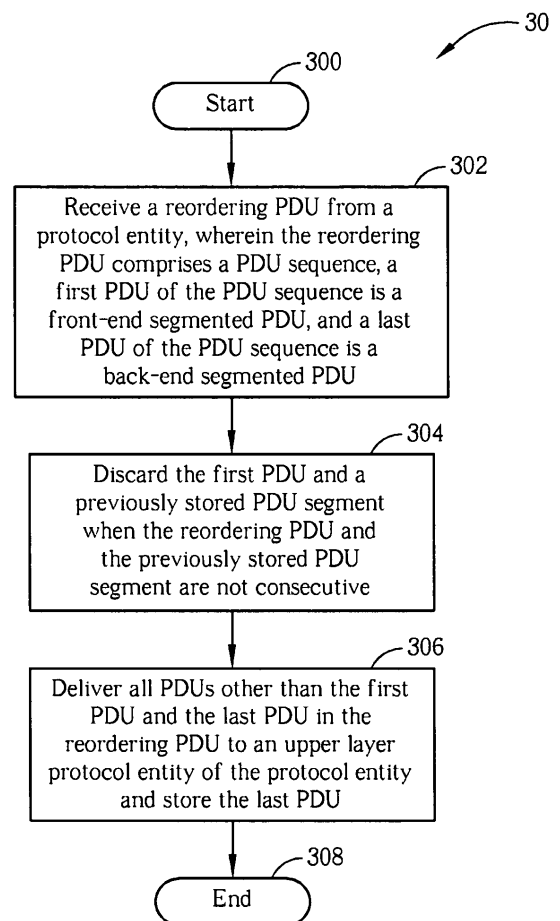 30
300
Start
302
Receive a reordering PDU from a
protocol entity, wherein the reordering
PDU comprises a PDU sequence, a
first PDU of the PDU sequence is a
front-end segmented PDU, and a last
PDU of the PDU sequence is a
back-end segmented PDU
304
Discard the first PDU and a
previously stored PDU segment
when the reordering PDU and
the previously stored PDU
segment are not consecutive
306
Deliver all PDUs other than the first
PDU and the last PDU in the
reordering PDU to an upper layer
protocol entity of the protocol entity
and store the last PDU
308
End